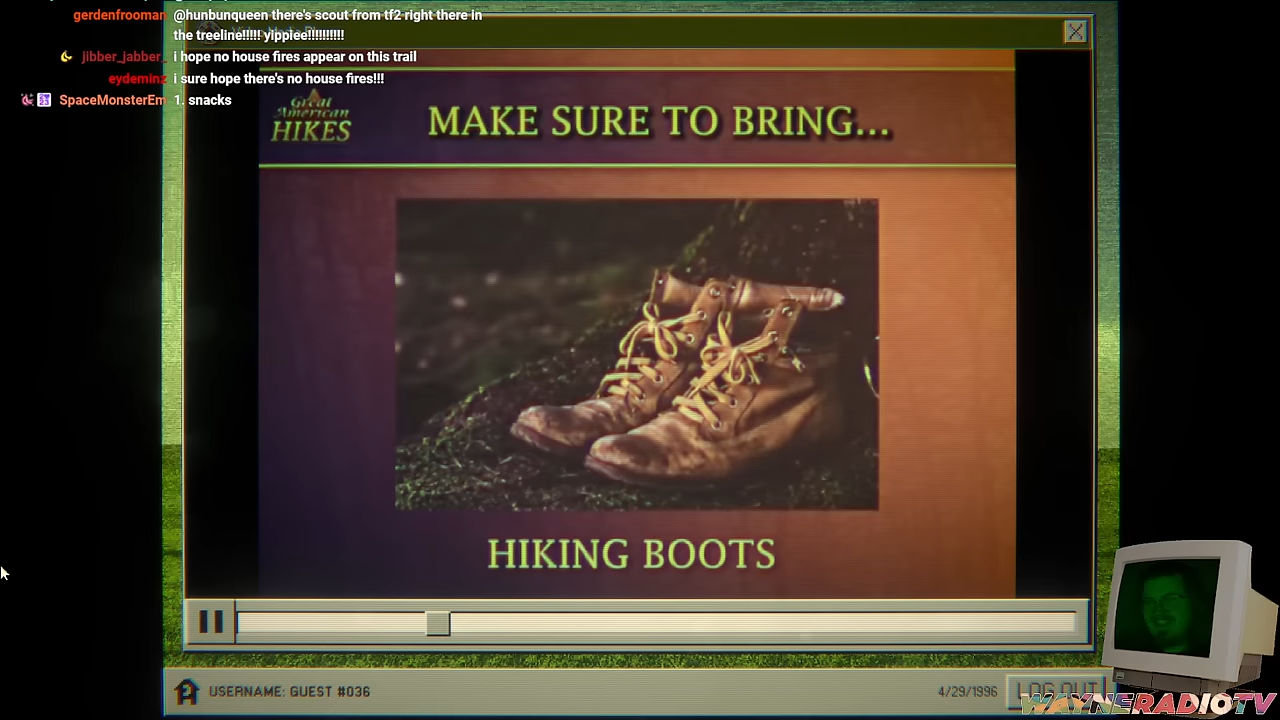 gerdenfrooman @hunbunqueen there's scout from tf2 right there in
the treeline!!!!! yippiee!!!!!!!!!
jibber_jabber_ i hope no house fires appear on this trail
eydeminz i sure hope there's no house fires!!!
SpaceMonsterEm 1. snacks
Great
American
HIKES
MAKE SURE TO BRING...
HIKING BOOTS
USERNAME: GUEST #036
4/29/1996
LOG OUT
WAYNERADIOTV